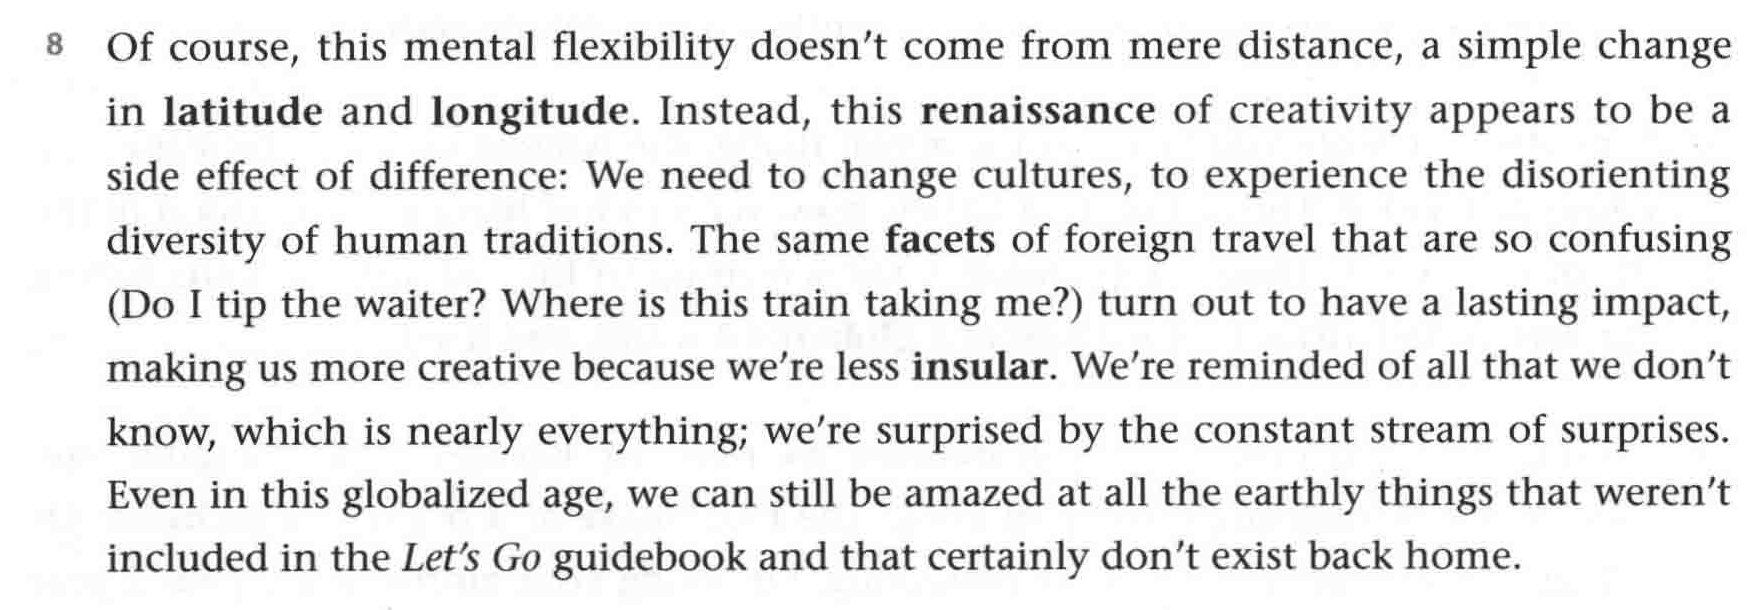 8 Of course, this mental flexibility doesn't come from mere distance, a simple change
in latitude and longitude. Instead, this renaissance of creativity appears to be a
side effect of difference: We need to change cultures, to experience the disorienting
diversity of human traditions. The same facets of foreign travel that are so confusing
(Do I tip the waiter? Where is this train taking me?) turn out to have a lasting impact,
making us more creative because we're less insular. We're reminded of all that we don't
know, which is nearly everything; we're surprised by the constant stream of surprises.
Even in this globalized age, we can still be amazed at all the earthly things that weren't
included in the Let's Go guidebook and that certainly don't exist back home.